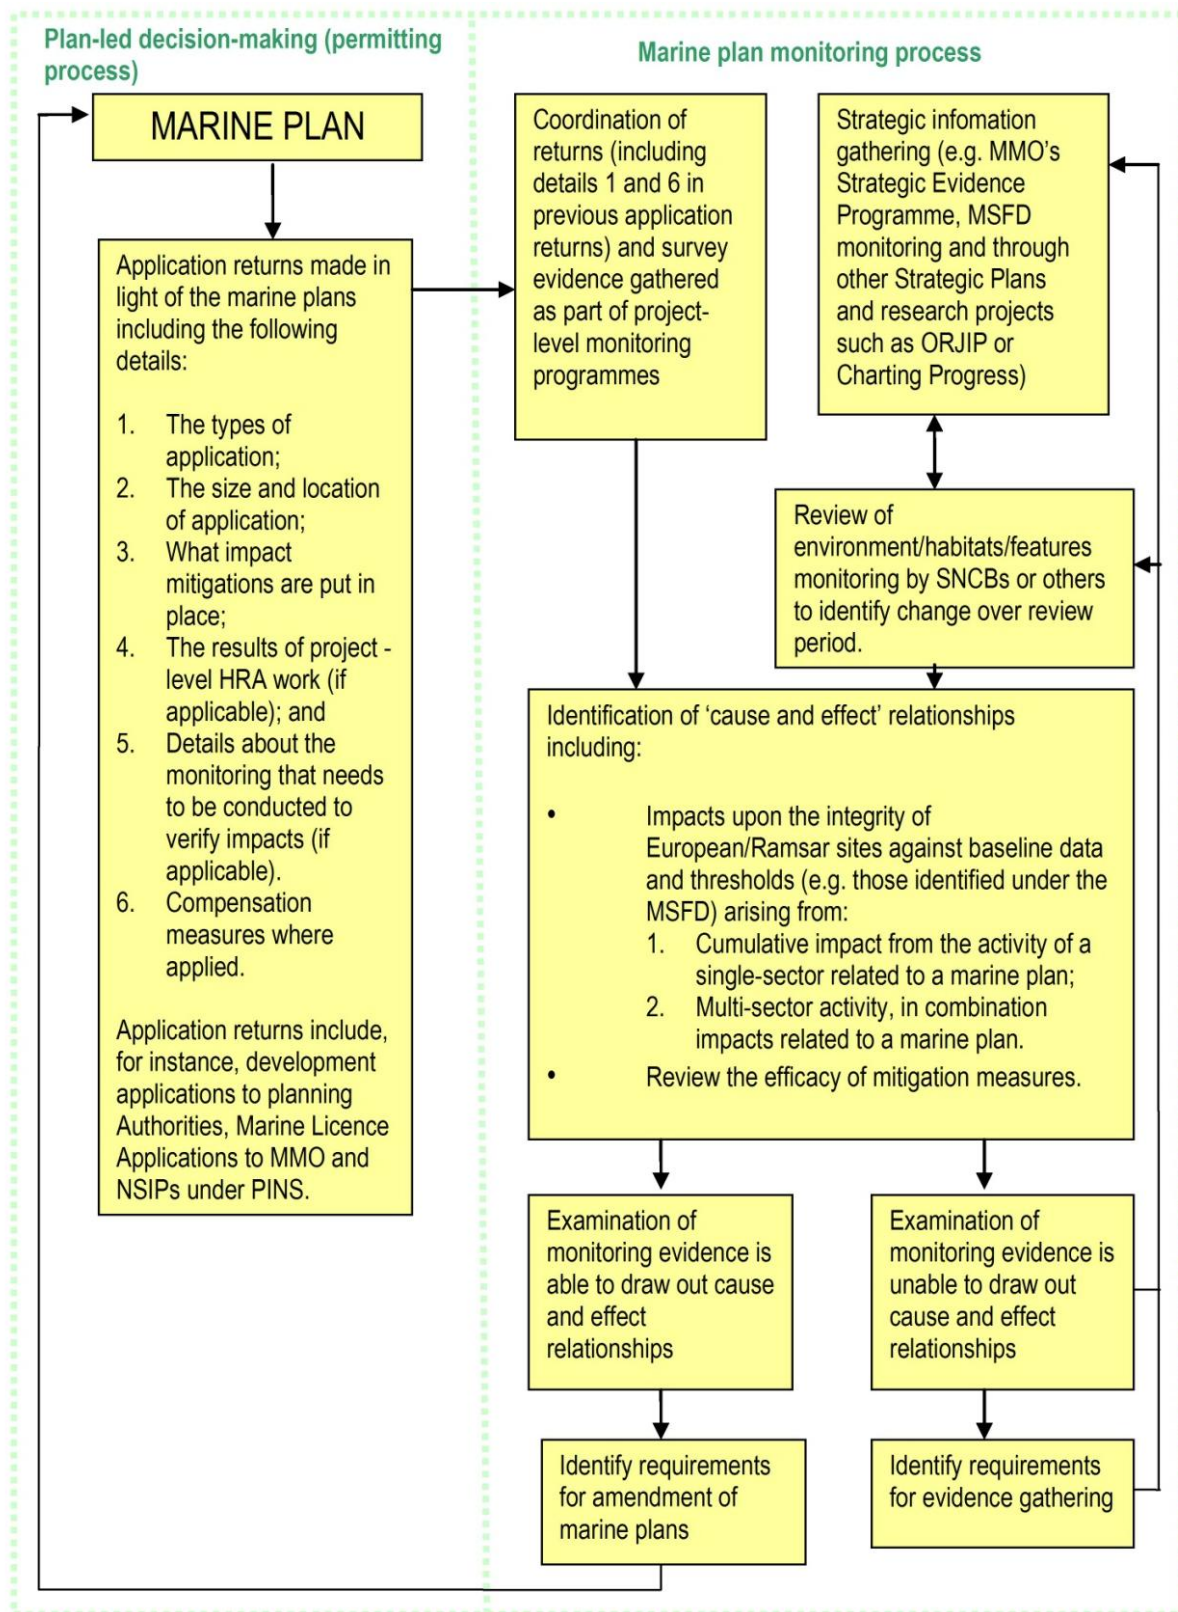 Plan-led decision-making (permitting
process)
MARINE PLAN
Application returns made in
light of the marine plans
including the following
details:
1. The types of
application;
2. The size and location
of application;
3. What impact
mitigations are put in
place;
4. The results of project -
level HRA work (if
applicable); and
5. Details about the
monitoring that needs
to be conducted to
verify impacts (if
applicable).
6. Compensation
measures where
applied.
Application returns include,
for instance, development
applications to planning
Authorities, Marine Licence
Applications to MMO and
NSIPs under PINS.
Marine plan monitoring process
Coordination of
returns (including
details 1 and 6 in
previous application
returns) and survey
evidence gathered
as part of project-
level monitoring
programmes
Strategic infomation
gathering (e.g. MMO’s
Strategic Evidence
Programme, MSFD
monitoring and through
other Strategic Plans
and research projects
such as ORJIP or
Charting Progress)
Review of
environment/habitats/features
monitoring by SNCBs or others
to identify change over review
period.
Identification of ‘cause and effect’ relationships
including:
• Impacts upon the integrity of
European/Ramsar sites against baseline data
and thresholds (e.g. those identified under the
MSFD) arising from:
1. Cumulative impact from the activity of a
single-sector related to a marine plan;
2. Multi-sector activity, in combination
impacts related to a marine plan.
• Review the efficacy of mitigation measures.
Examination of
monitoring evidence is
able to draw out cause
and effect
relationships
Examination of
monitoring evidence is
unable to draw out
cause and effect
relationships
Identify requirements
for amendment of
marine plans
Identify requirements
for evidence gathering